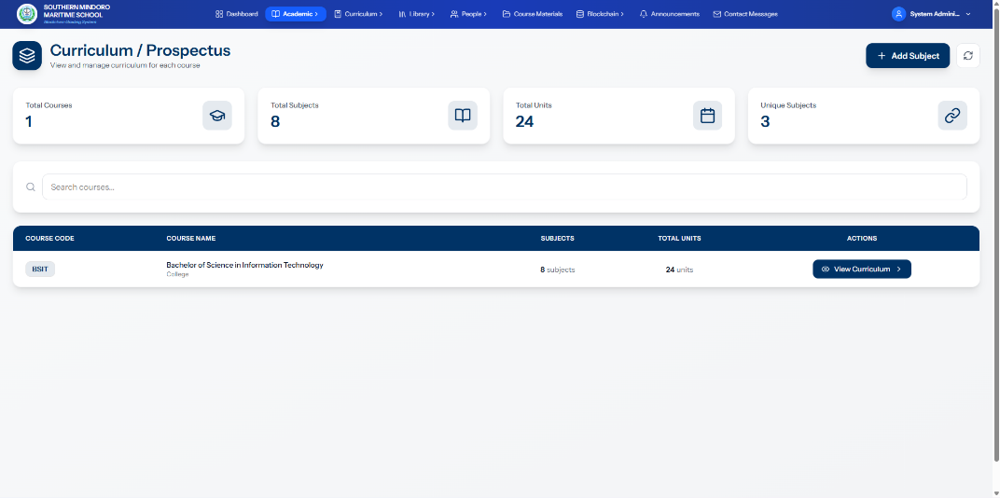 SOUTHERN MINDORO
MARITIME SCHOOL
Dashboard
Academic
Curriculum
Library
People
Course Materials
Blockchain
Announcements
Contact Messages
System Admini...
Curriculum / Prospectus
View and manage curriculum for each course
Add Subject
Total Courses
1
Total Subjects
8
Total Units
24
Unique Subjects
3
Search courses...
COURSE CODE COURSE NAME SUBJECTS TOTAL UNITS ACTIONS
BSIT Bachelor of Science in Information Technology 8 subjects 24 units View Curriculum
College